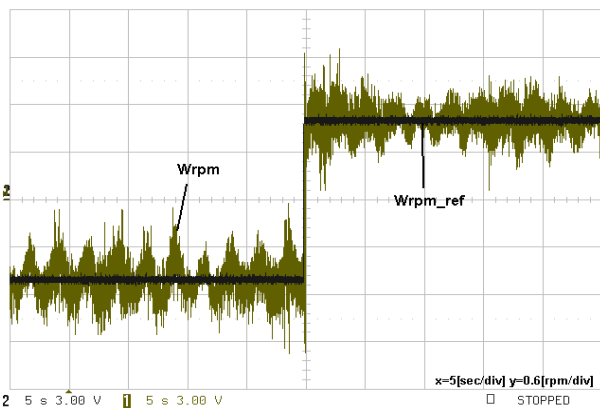 2
Wrpm
Wrpm_ref
x=5[sec/div] y=0.6[rpm/div]
2 5 s 3.00 V 1 5 s 3.00 V STOPPED